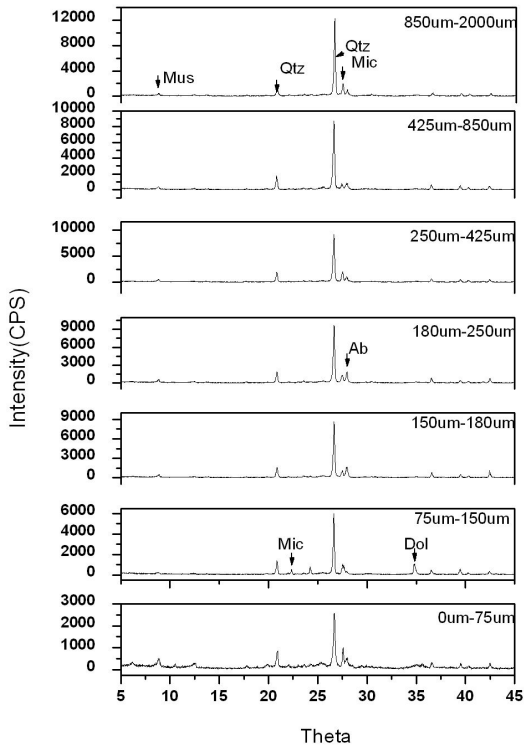 12000
8000
4000
0
850um-2000um
Mus
Qtz
Qtz
Mic
10000
8000
6000
4000
2000
0
425um-850um
10000
5000
0
250um-425um
9000
6000
3000
0
180um-250um
Ab
9000
6000
3000
0
150um-180um
6000
4000
2000
0
75um-150um
Mic
Dol
3000
2000
1000
0
0um-75um
Intensity(CPS)
5 10 15 20 25 30 35 40 45
Theta